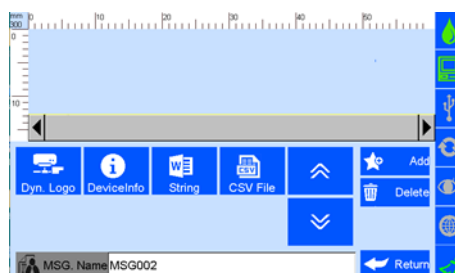 mm 0 10 20 30 40 50
300
0
10
Dyn. Logo DeviceInfo String CSV File
Add
Delete
MSG. Name MSG002
Return